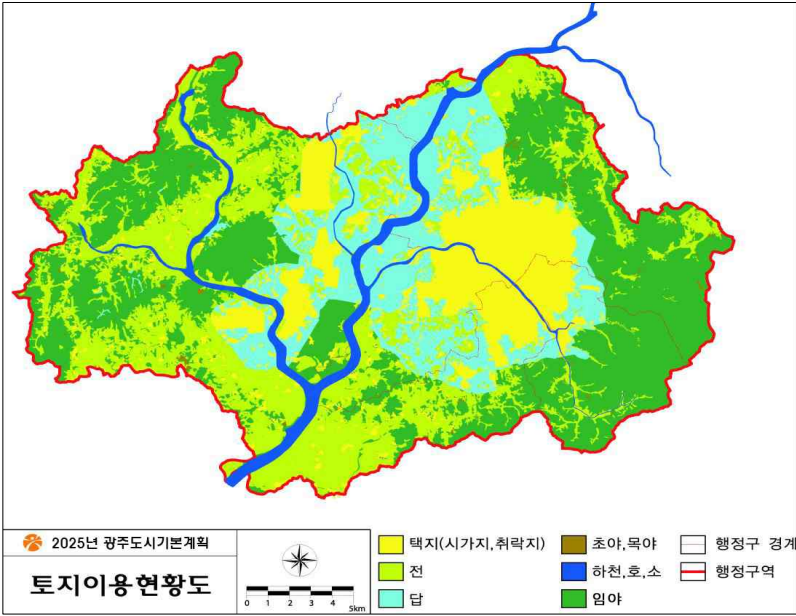 2025년 광주도시기본계획
토지이용현황도
0 1 2 3 4 5km
택지(시가지,취락지)
전
답
초야,목야
하천,호,소
임야
행정구 경계
행정구역